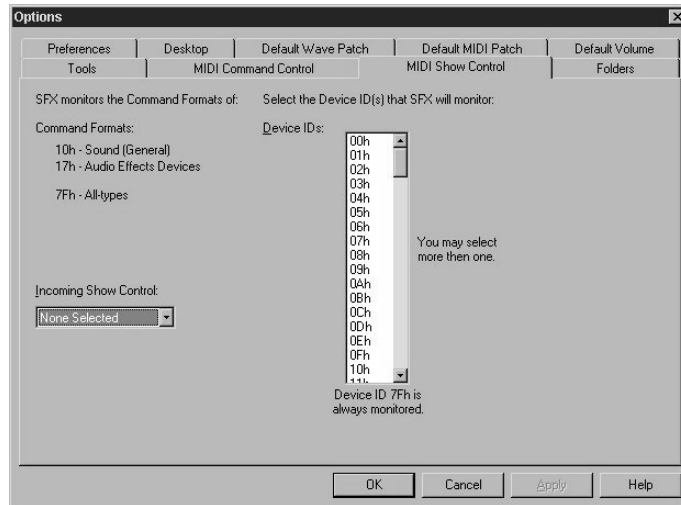 Options
Preferences Desktop Default Wave Patch Default MIDI Patch Default Volume
Tools MIDI Command Control MIDI Show Control Folders
SFX monitors the Command Formats of: Select the Device ID(s) that SFX will monitor:
Command Formats: Device IDs:
10h - Sound (General)
17h - Audio Effects Devices
7Fh - All-types
00h
01h
02h
03h
04h
05h
06h
07h
08h
09h
0Ah
0Bh
0Ch
0Dh
0Eh
0Fh
10h
11h
You may select
more then one.
Incoming Show Control:
None Selected
Device ID 7Fh is
always monitored.
OK Cancel Apply Help